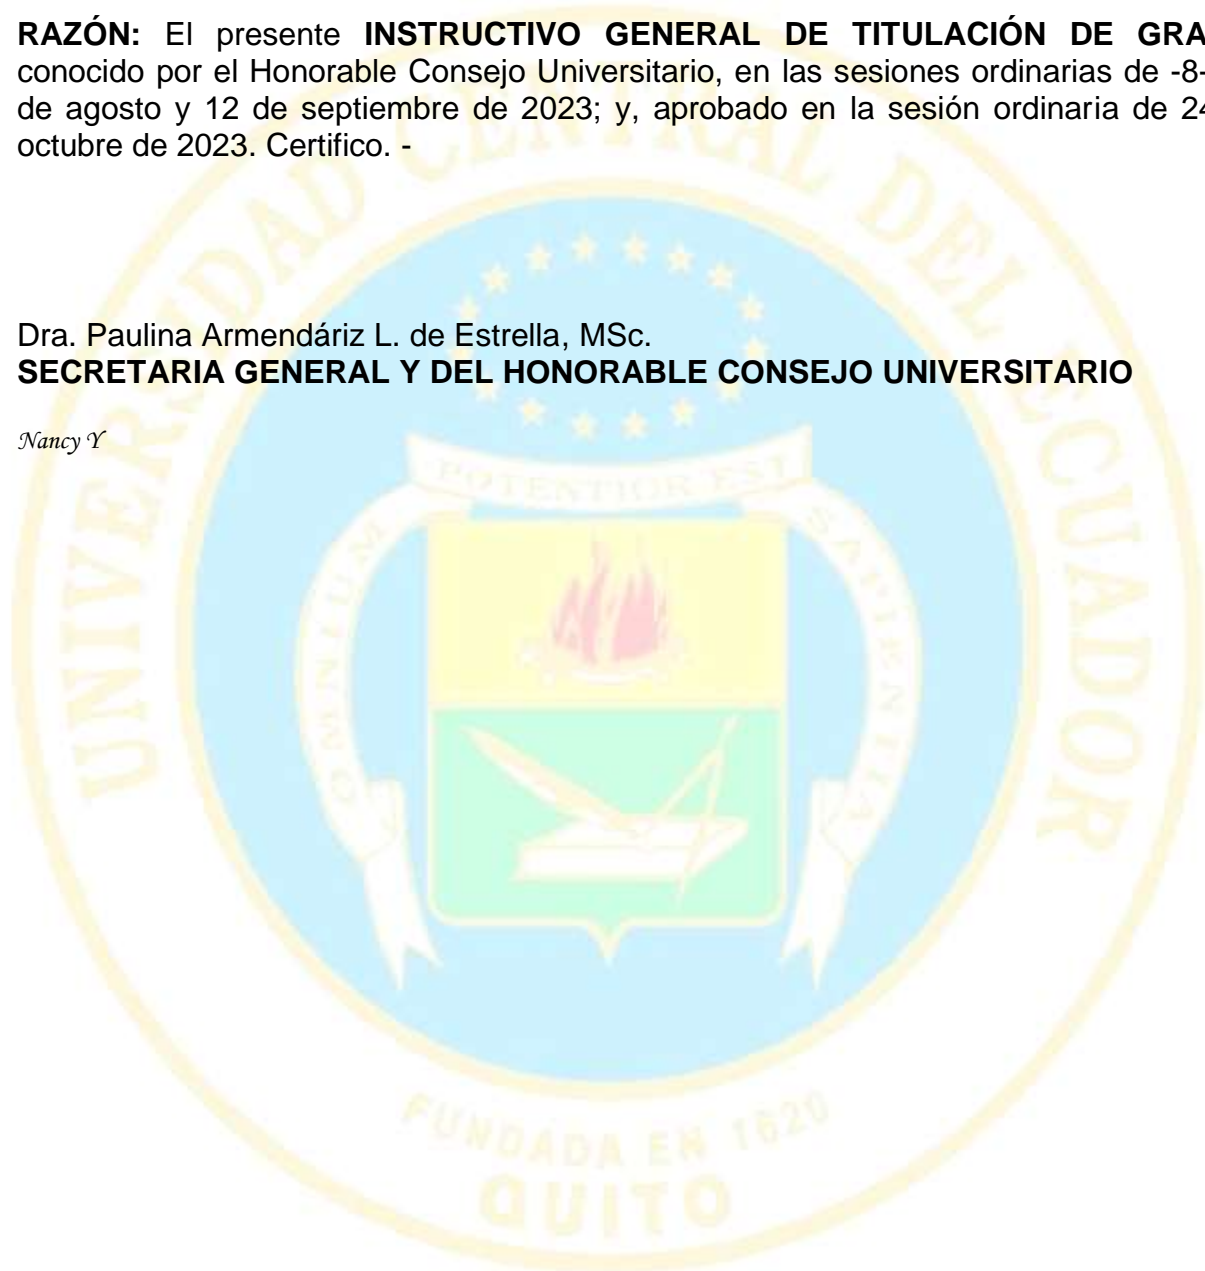 RAZÓN: El presente INSTRUCTIVO GENERAL DE TITULACIÓN DE GRA
conocido por el Honorable Consejo Universitario, en las sesiones ordinarias de -8-
de agosto y 12 de septiembre de 2023; y, aprobado en la sesión ordinaria de 24
octubre de 2023. Certifico. -
UNIVERSIDAD CENTRAL DEL ECUADOR
Dra. Paulina Armendáriz L. de Estrella, MSc.
SECRETARIA GENERAL Y DEL HONORABLE CONSEJO UNIVERSITARIO
Nancy Y
OMNIUM POTENTIOR EST SAPIENTIA
FUNDADA EN 1620
QUITO